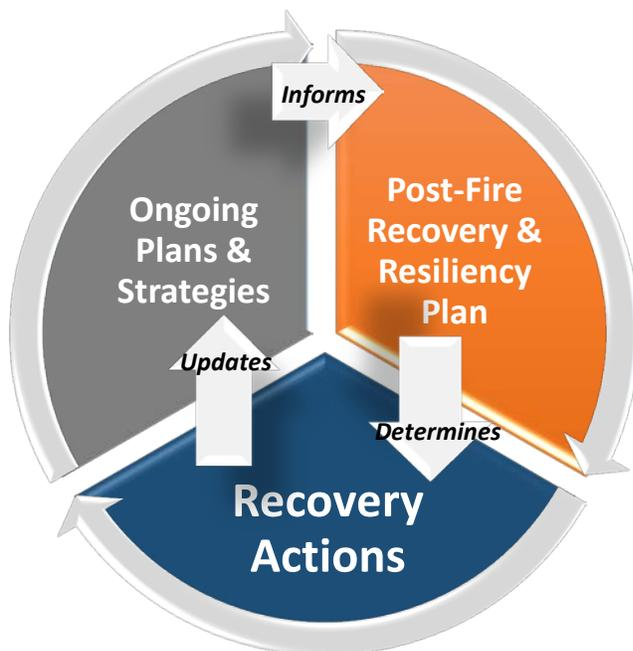 Informs
Ongoing
Plans &
Strategies
Post-Fire
Recovery &
Resiliency
Plan
Updates
Determines
Recovery
Actions